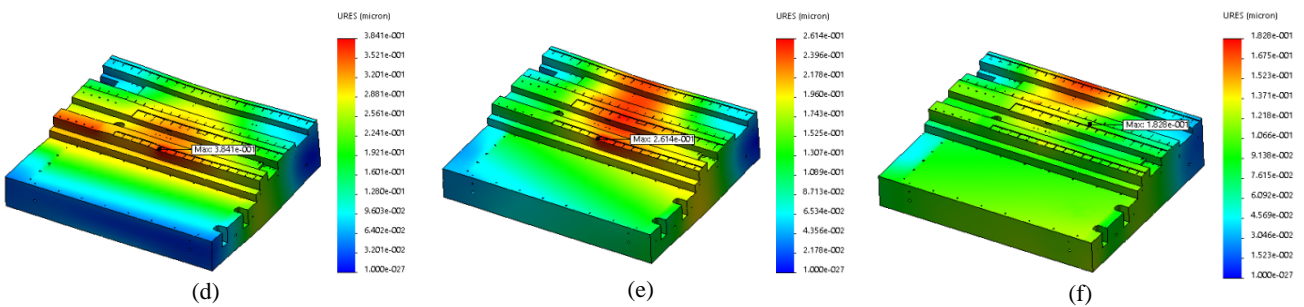 URES (micron)
3.841e-001
3.521e-001
3.201e-001
2.881e-001
2.561e-001
2.241e-001
1.921e-001
1.601e-001
1.280e-001
9.603e-002
6.402e-002
3.201e-002
1.000e-027
Max: 3.841e-001
(d)
URES (micron)
2.614e-001
2.396e-001
2.178e-001
1.960e-001
1.743e-001
1.525e-001
1.307e-001
1.089e-001
8.713e-002
6.534e-002
4.356e-002
2.178e-002
1.000e-027
Max: 2.614e-001
(e)
URES (micron)
1.828e-001
1.675e-001
1.523e-001
1.371e-001
1.218e-001
1.066e-001
9.138e-002
7.615e-002
6.092e-002
4.569e-002
3.046e-002
1.523e-002
1.000e-027
Max: 1.828e-001
(f)